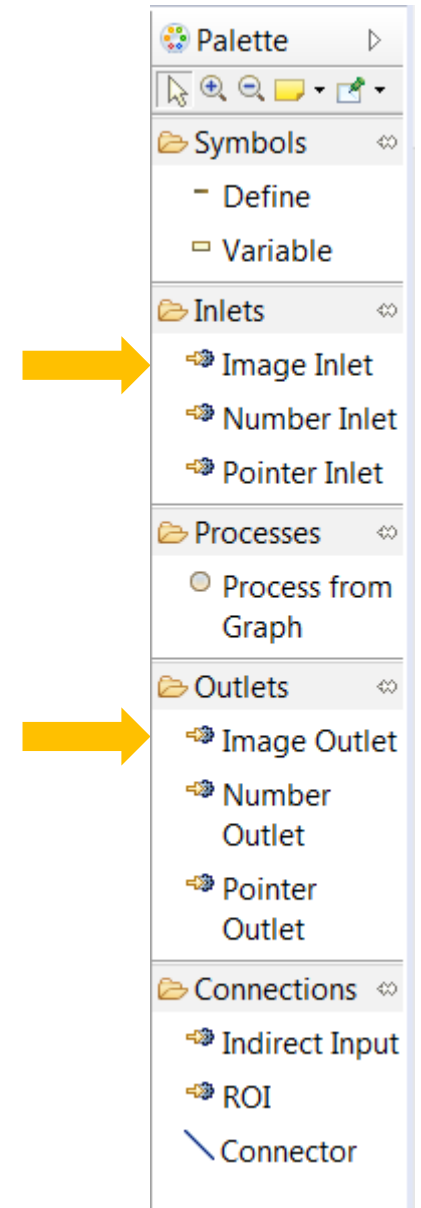 Palette
Symbols
Define
Variable
Inlets
Image Inlet
Number Inlet
Pointer Inlet
Processes
Process from
Graph
Outlets
Image Outlet
Number
Outlet
Pointer
Outlet
Connections
Indirect Input
ROI
Connector